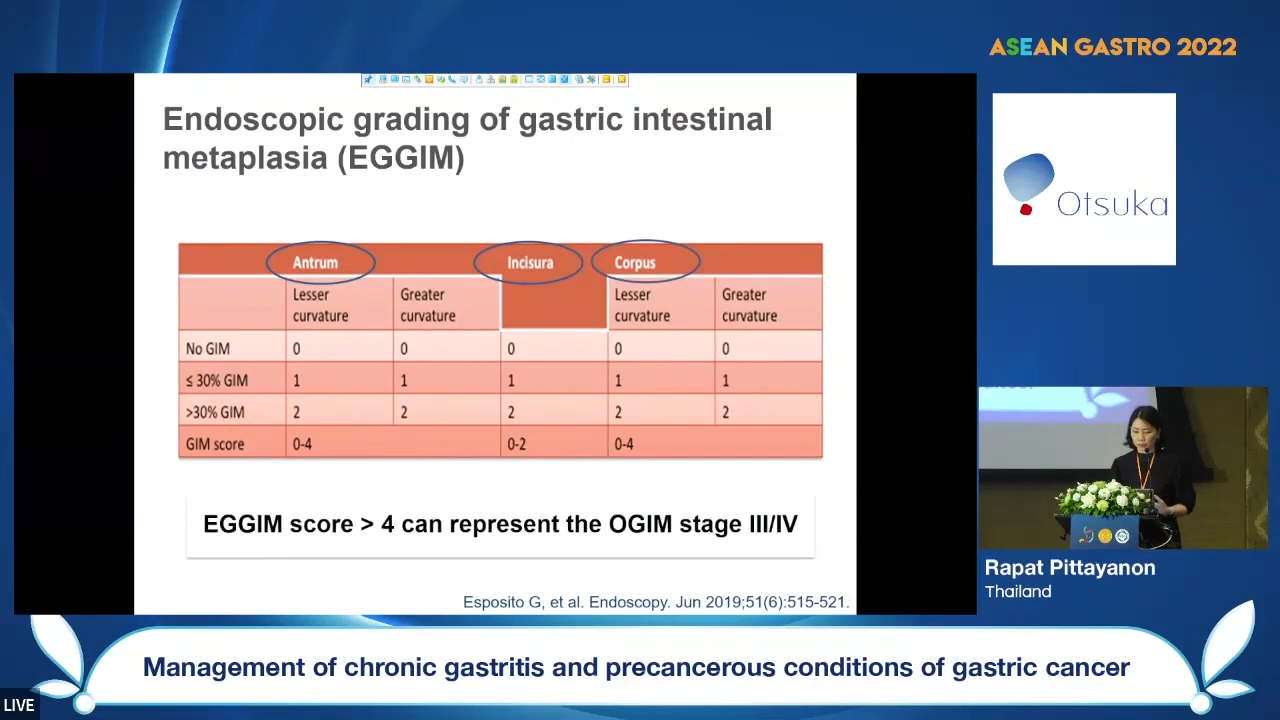 ASEAN GASTRO 2022
Endoscopic grading of gastric intestinal
metaplasia (EGGIM)
Antrum Incisura Corpus
Lesser curvature Greater curvature Lesser curvature Greater curvature
No GIM 0 0 0 0 0
≤ 30% GIM 1 1 1 1 1
>30% GIM 2 2 2 2 2
GIM score 0-4 0-2 0-4
EGGIM score > 4 can represent the OGIM stage III/IV
Esposito G, et al. Endoscopy. Jun 2019;51(6):515-521.
Otsuka
Rapat Pittayanon
Thailand
Management of chronic gastritis and precancerous conditions of gastric cancer
LIVE